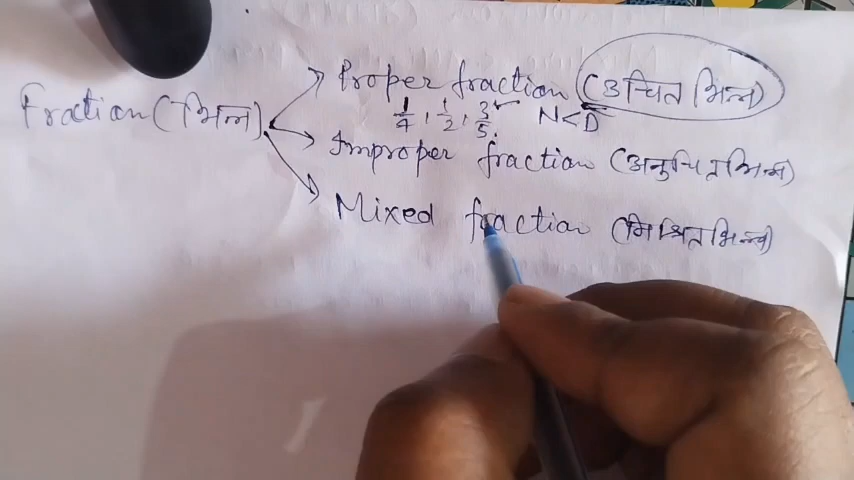 Proper fraction (उचित भिन्न)
Fraction (भिन्न)
1/4, 1/2, 3/5. N<D
Improper fraction (अनुचित भिन्न)
Mixed fraction (मिश्रित भिन्न)